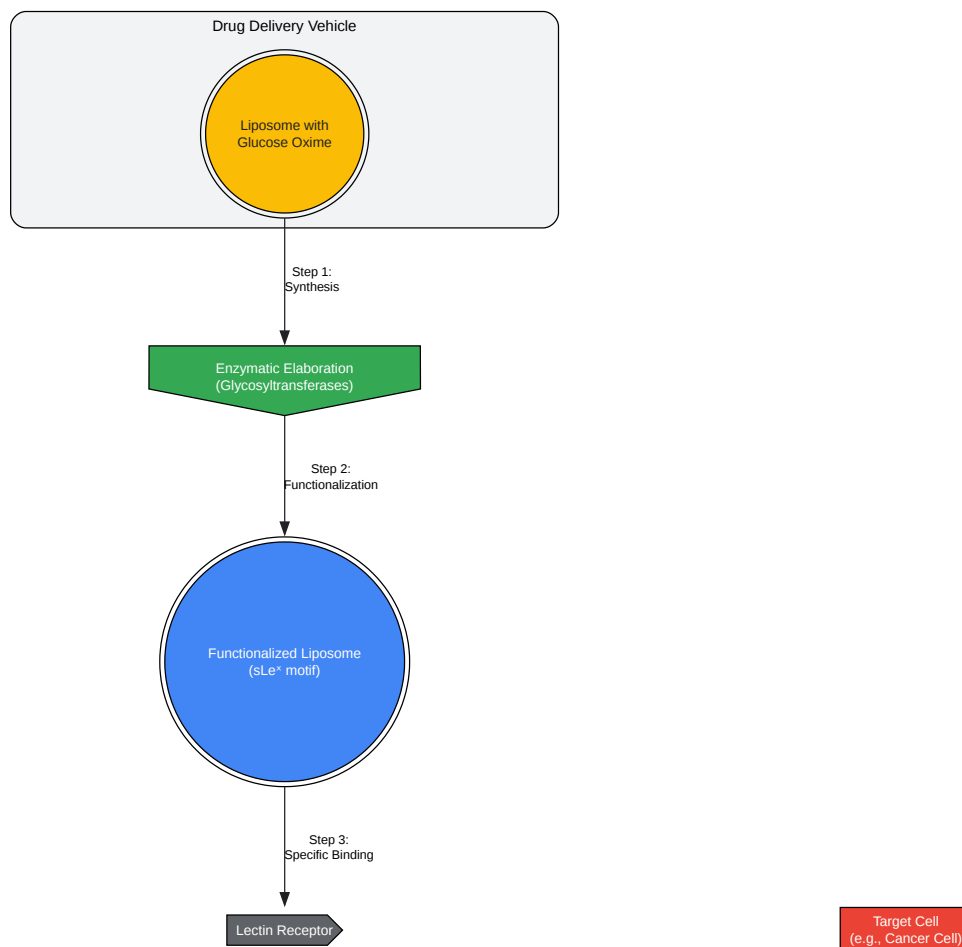 Drug Delivery Vehicle
Liposome with
Glucose Oxime
Step 1:
Synthesis
Enzymatic Elaboration
(Glycosyltransferases)
Step 2:
Functionalization
Functionalized Liposome
(sLeˣ motif)
Step 3:
Specific Binding
Lectin Receptor
Target Cell
(e.g., Cancer Cell)